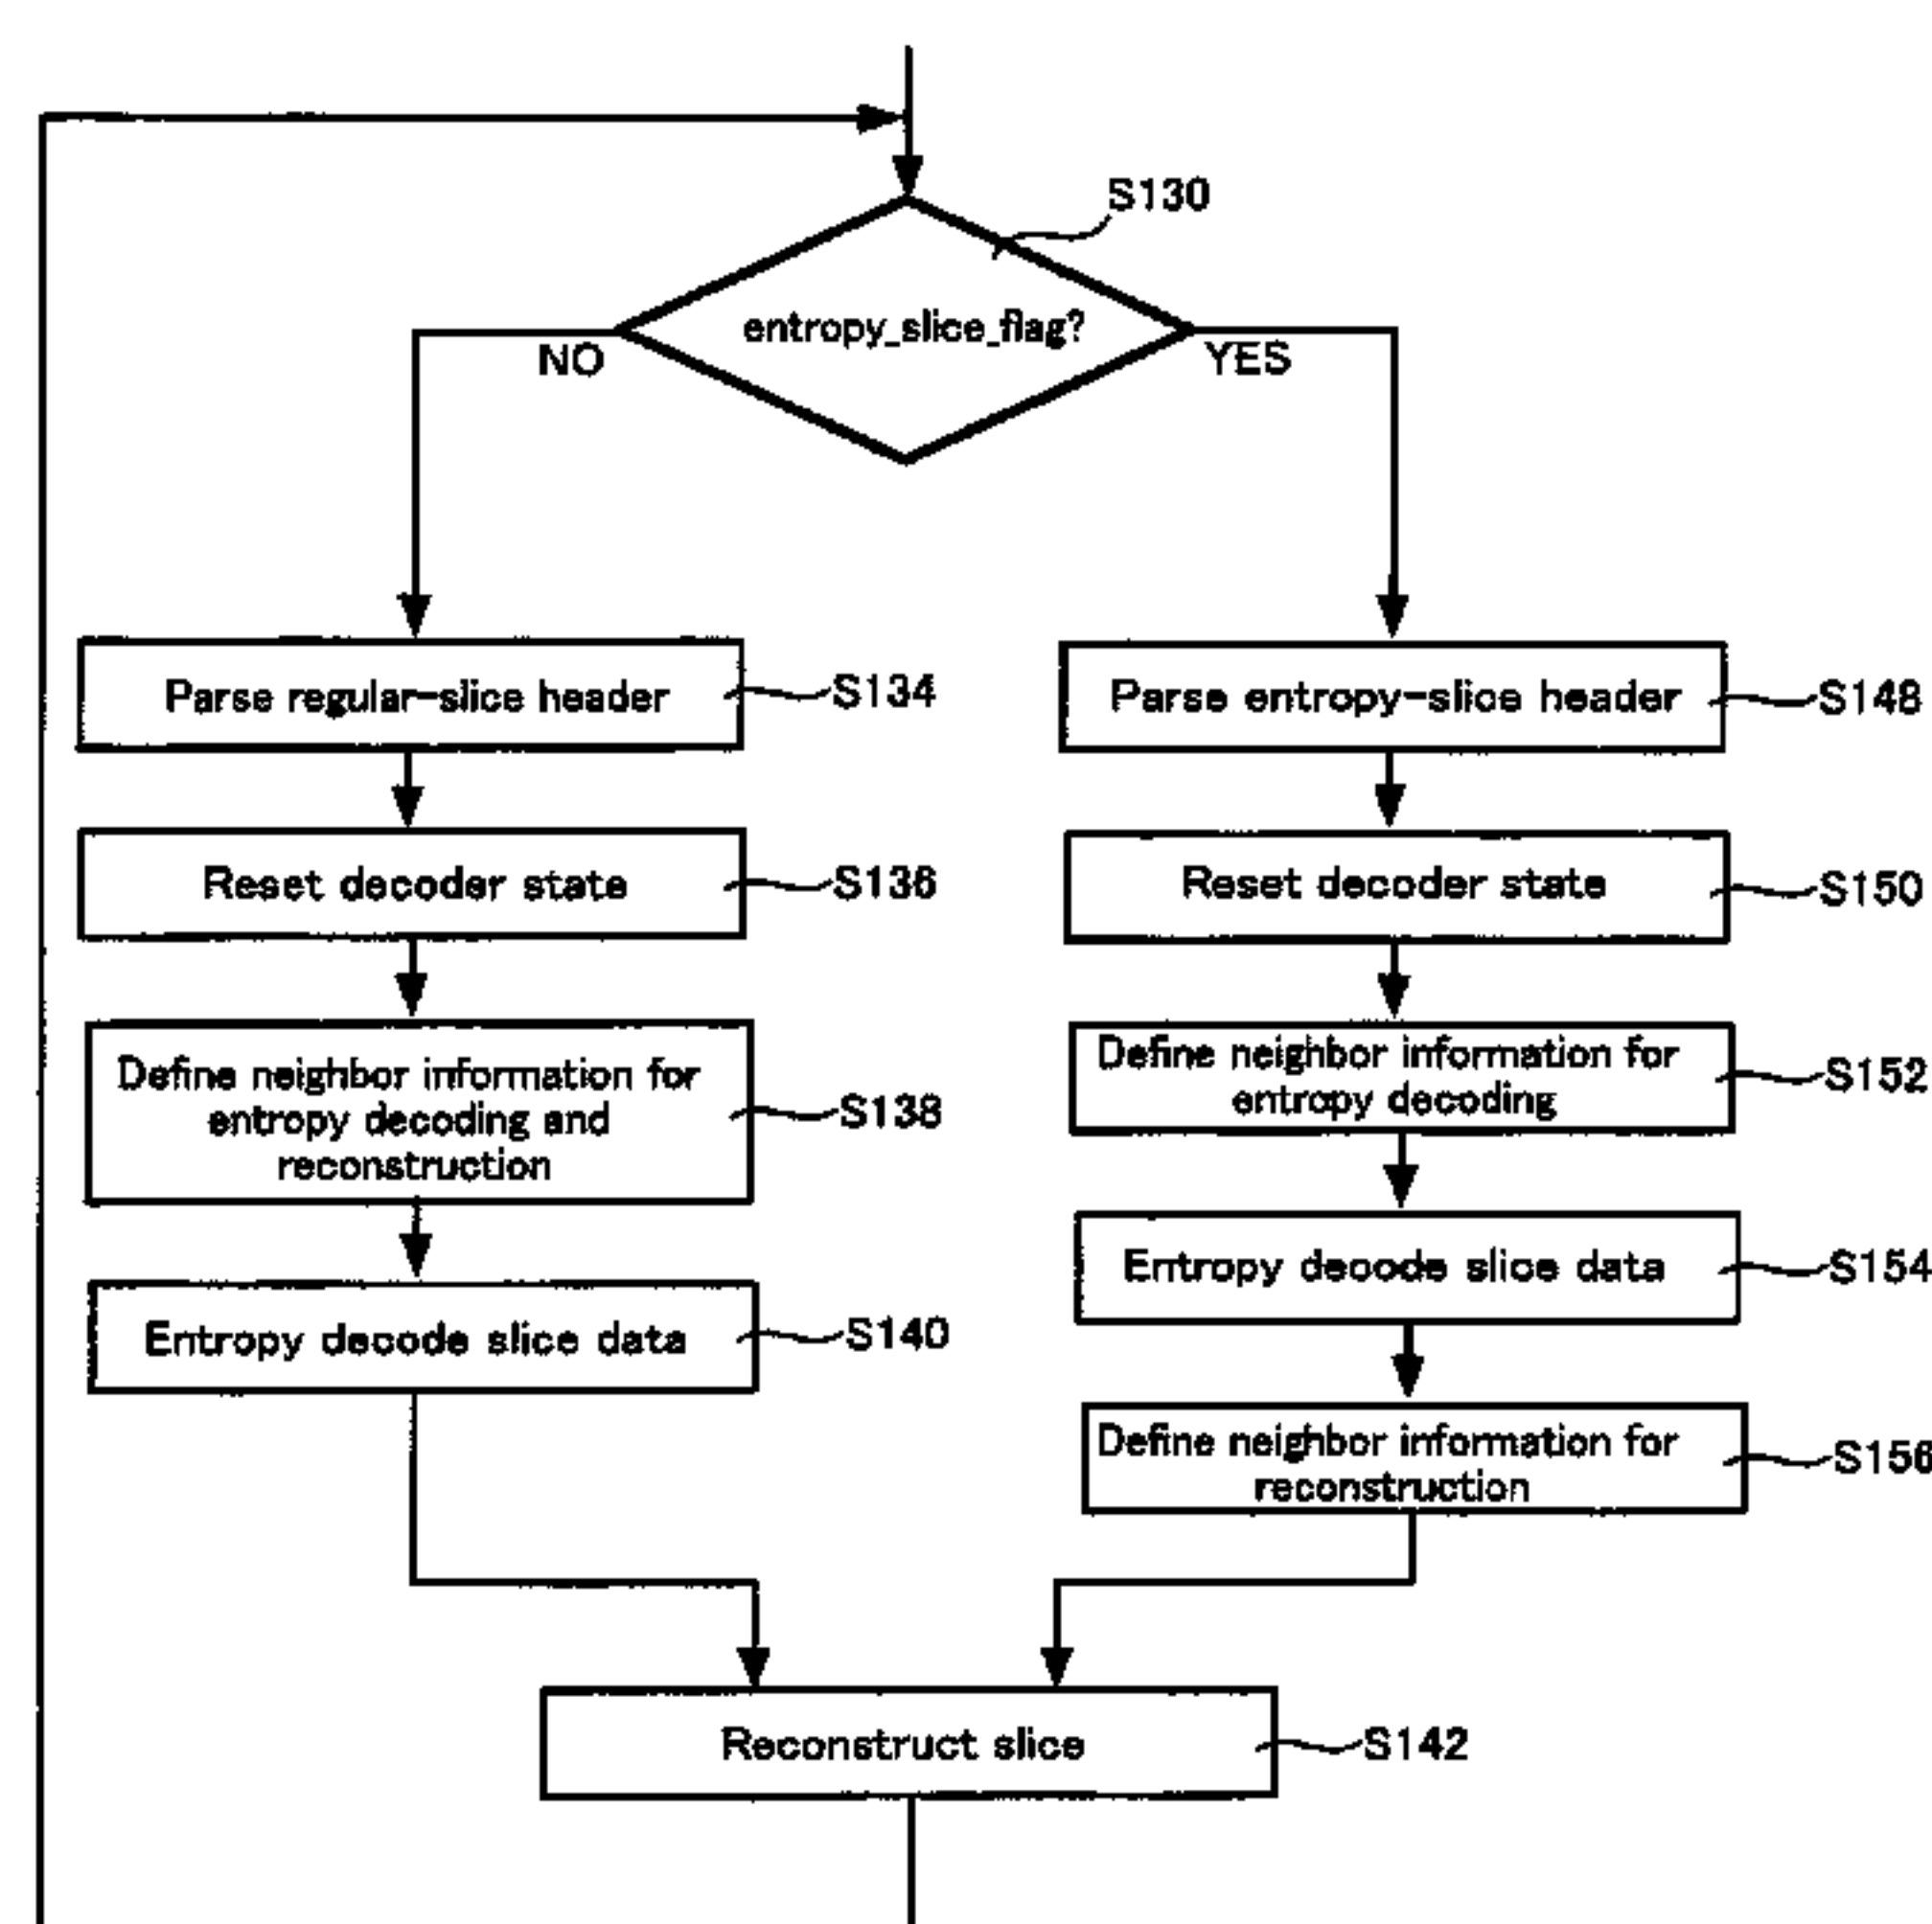 S130
entropy_slice_flag?
NO
YES
Parse regular-slice header
S134
Reset decoder state
S136
Define neighbor information for
entropy decoding and
reconstruction
S138
Entropy decode slice data
S140
Parse entropy-slice header
S148
Reset decoder state
S150
Define neighbor information for
entropy decoding
S152
Entropy decode slice data
S154
Define neighbor information for
reconstruction
S156
Reconstruct slice
S142